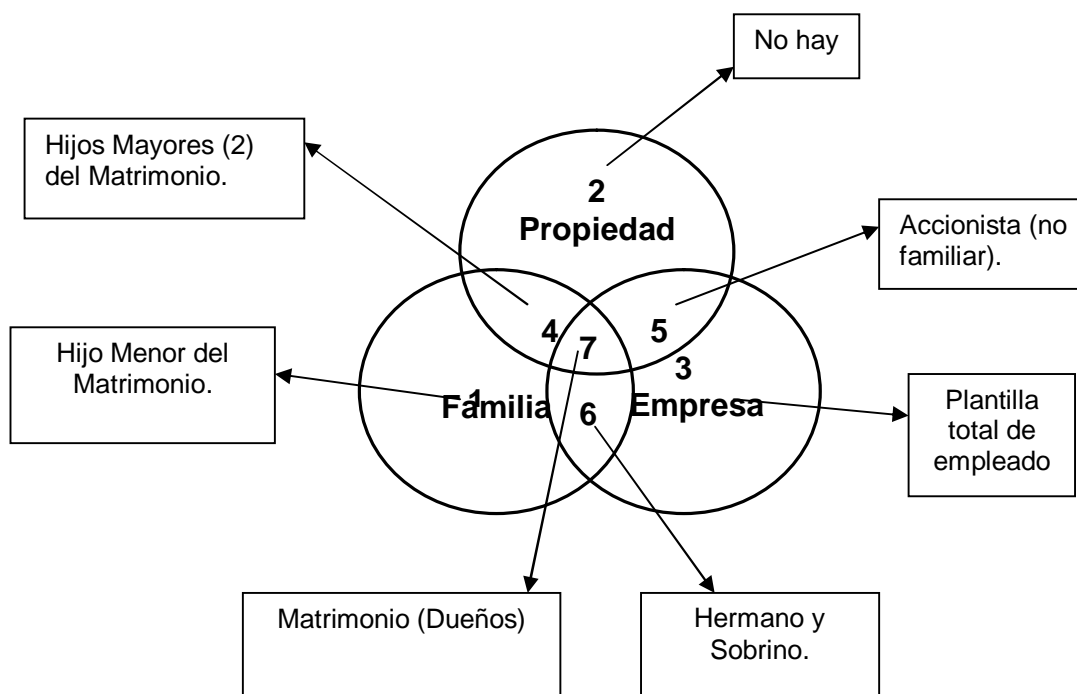 No hay
Hijos Mayores (2)
del Matrimonio.
2
Propiedad
Accionista (no
familiar).
4
7
5
3
Hijo Menor del
Matrimonio.
1
Familia
6
Empresa
Plantilla
total de
empleado
Matrimonio (Dueños)
Hermano y
Sobrino.